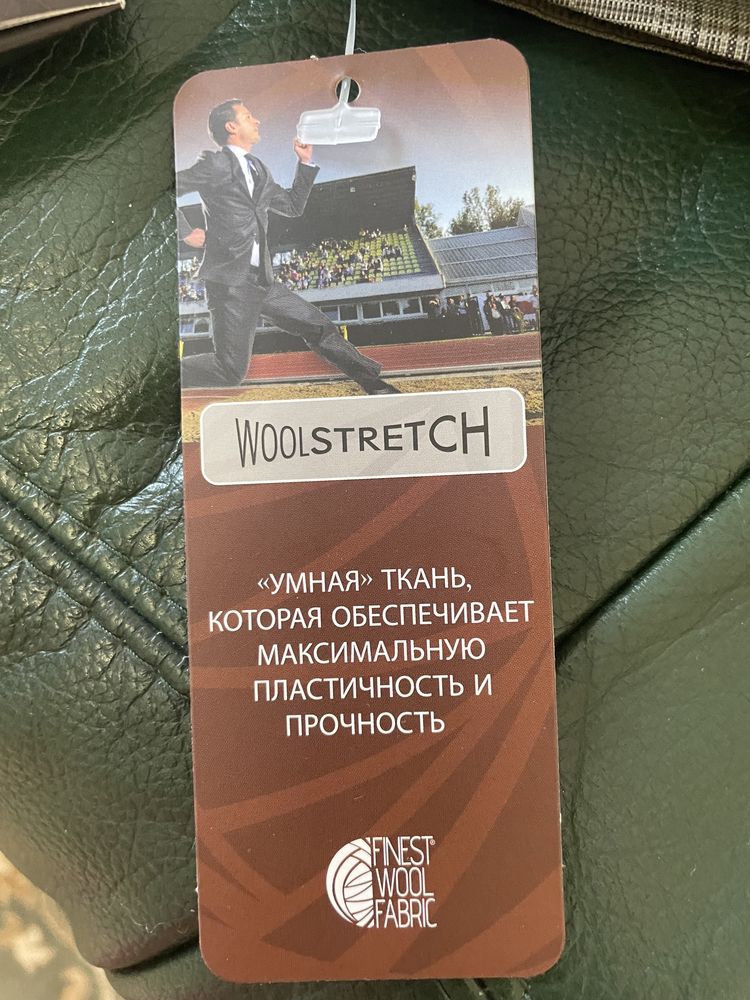 WOOLSTRETCH
«УМНАЯ» ТКАНЬ,
КОТОРАЯ ОБЕСПЕЧИВАЕТ
МАКСИМАЛЬНУЮ
ПЛАСТИЧНОСТЬ И
ПРОЧНОСТЬ
FINEST®
WOOL
FABRIC